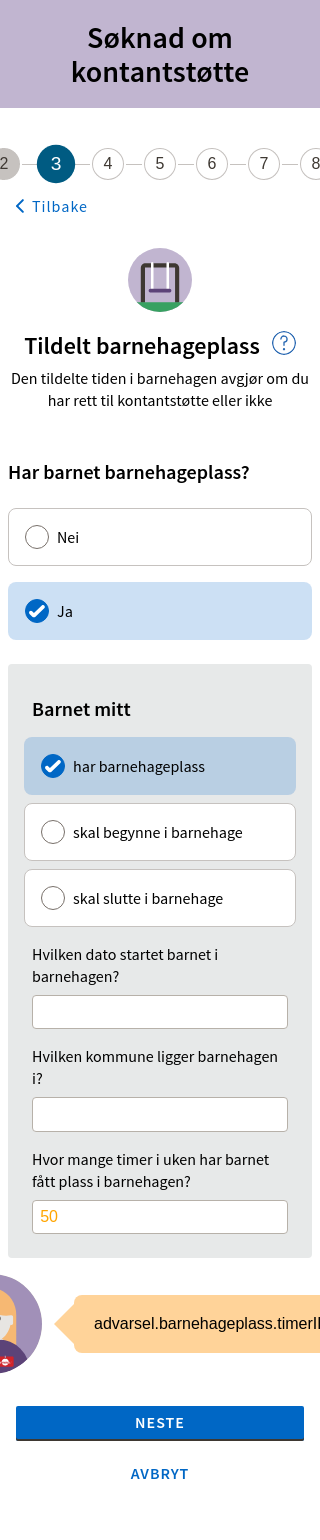 Søknad om
kontantstøtte
2 3 4 5 6 7 8
Tilbake
Tildelt barnehageplass ?
Den tildelte tiden i barnehagen avgjør om du
har rett til kontantstøtte eller ikke
Har barnet barnehageplass?
Nei
Ja
Barnet mitt
har barnehageplass
skal begynne i barnehage
skal slutte i barnehage
Hvilken dato startet barnet i
barnehagen?
Hvilken kommune ligger barnehagen
i?
Hvor mange timer i uken har barnet
fått plass i barnehagen?
50
NESTE
AVBRYT